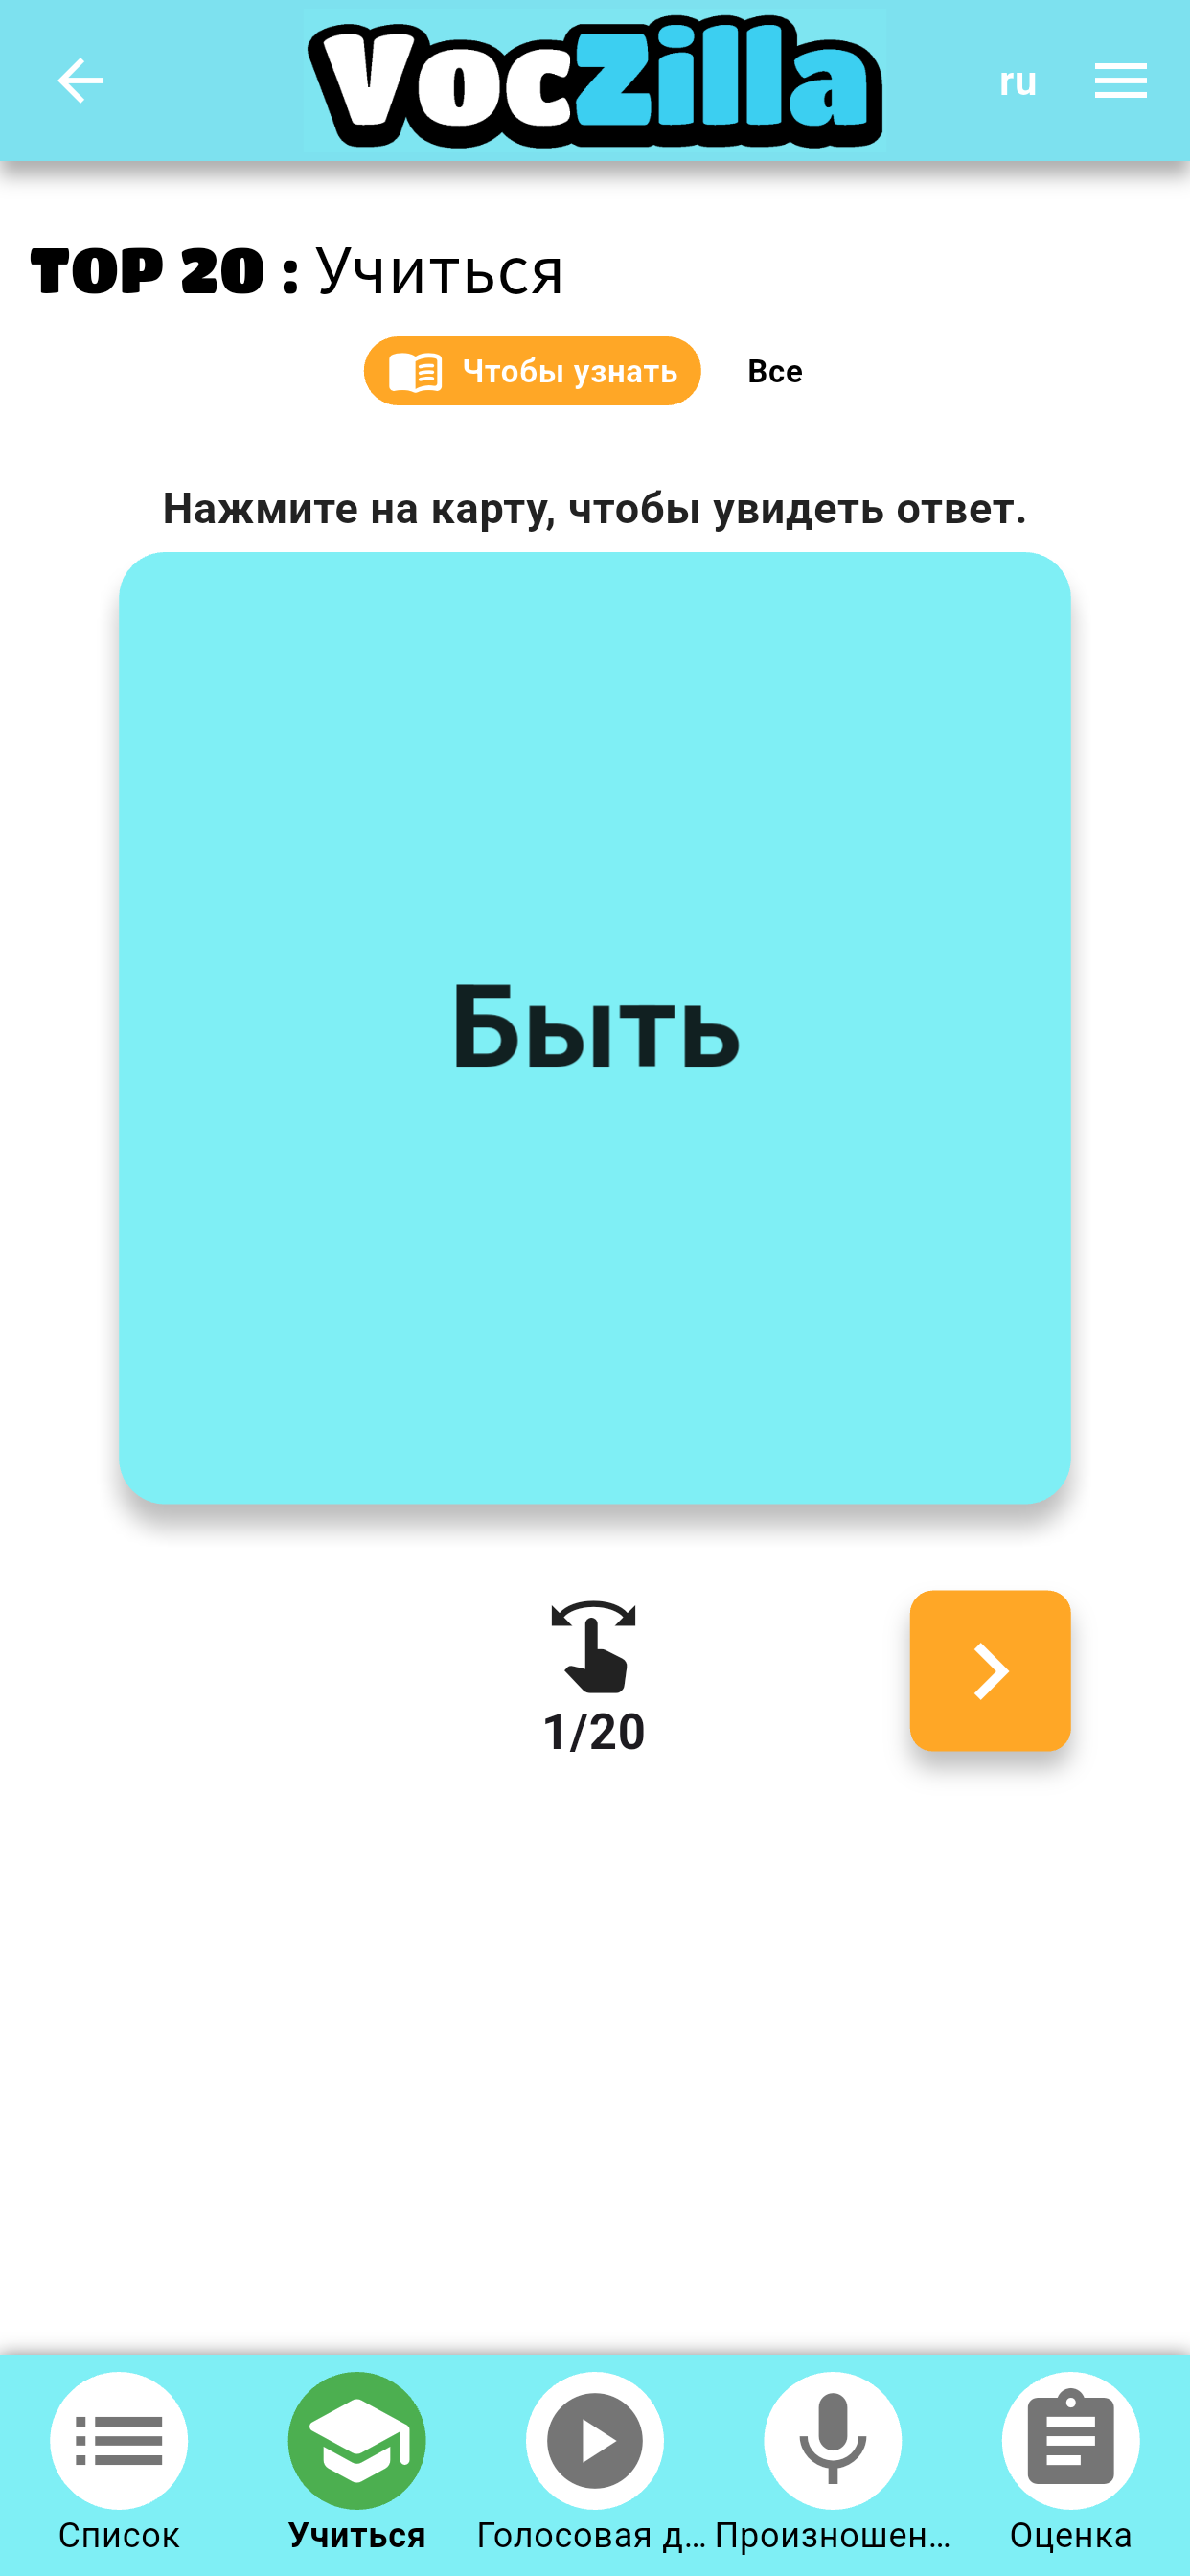 VocZilla
ru
TOP 20 : Учиться
Чтобы узнать
Все
Нажмите на карту, чтобы увидеть ответ.
Быть
1/20
Список
Учиться
Голосовая д...
Произношен...
Оценка